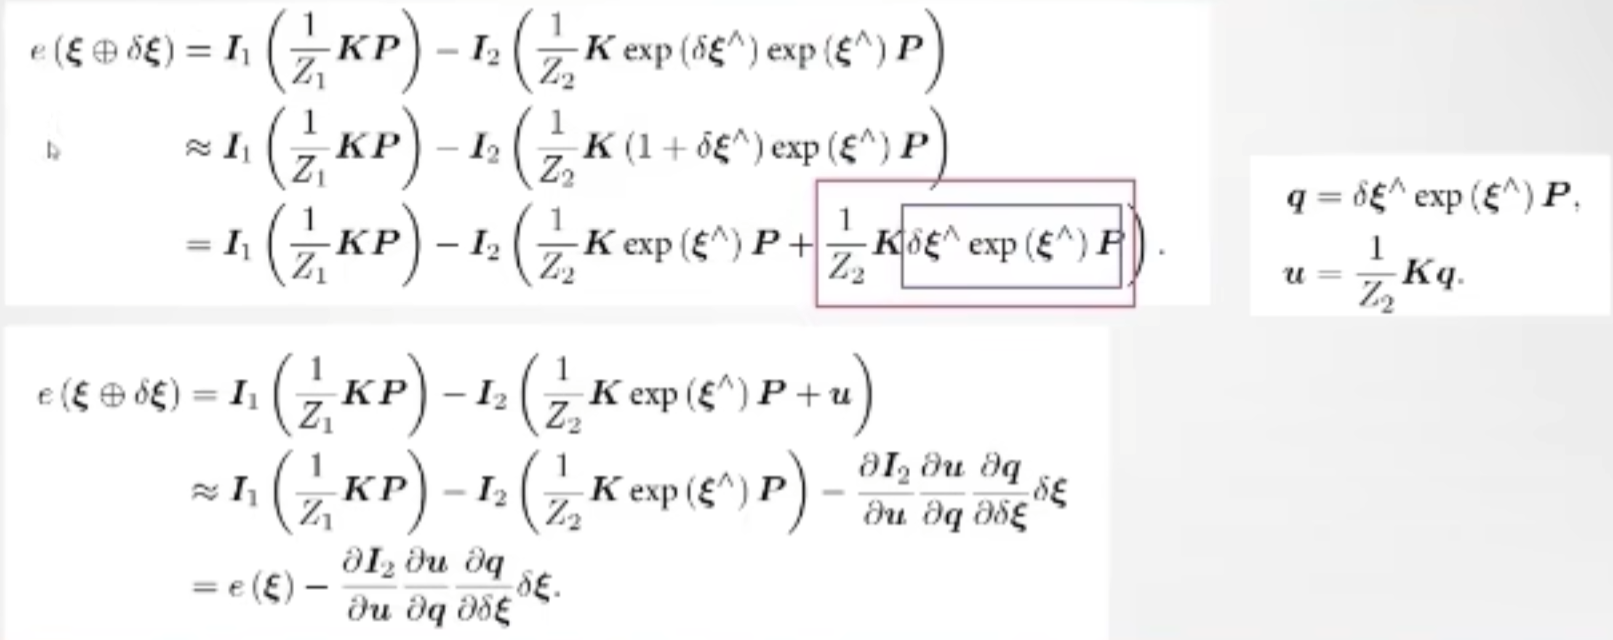 e (ξ ⊕ δξ) = I₁ (1/Z₁ KP) − I₂ (1/Z₂ K exp (δξ^) exp (ξ^) P)
≈ I₁ (1/Z₁ KP) − I₂ (1/Z₂ K (1 + δξ^) exp (ξ^) P)
= I₁ (1/Z₁ KP) − I₂ (1/Z₂ K exp (ξ^) P + 1/Z₂ Kδξ^ exp (ξ^) P) .
q = δξ^ exp (ξ^) P,
u = 1/Z₂ Kq.
e (ξ ⊕ δξ) = I₁ (1/Z₁ KP) − I₂ (1/Z₂ K exp (ξ^) P + u)
≈ I₁ (1/Z₁ KP) − I₂ (1/Z₂ K exp (ξ^) P) − ∂I₂/∂u ∂u/∂q ∂q/∂δξ δξ
= e (ξ) − ∂I₂/∂u ∂u/∂q ∂q/∂δξ δξ.